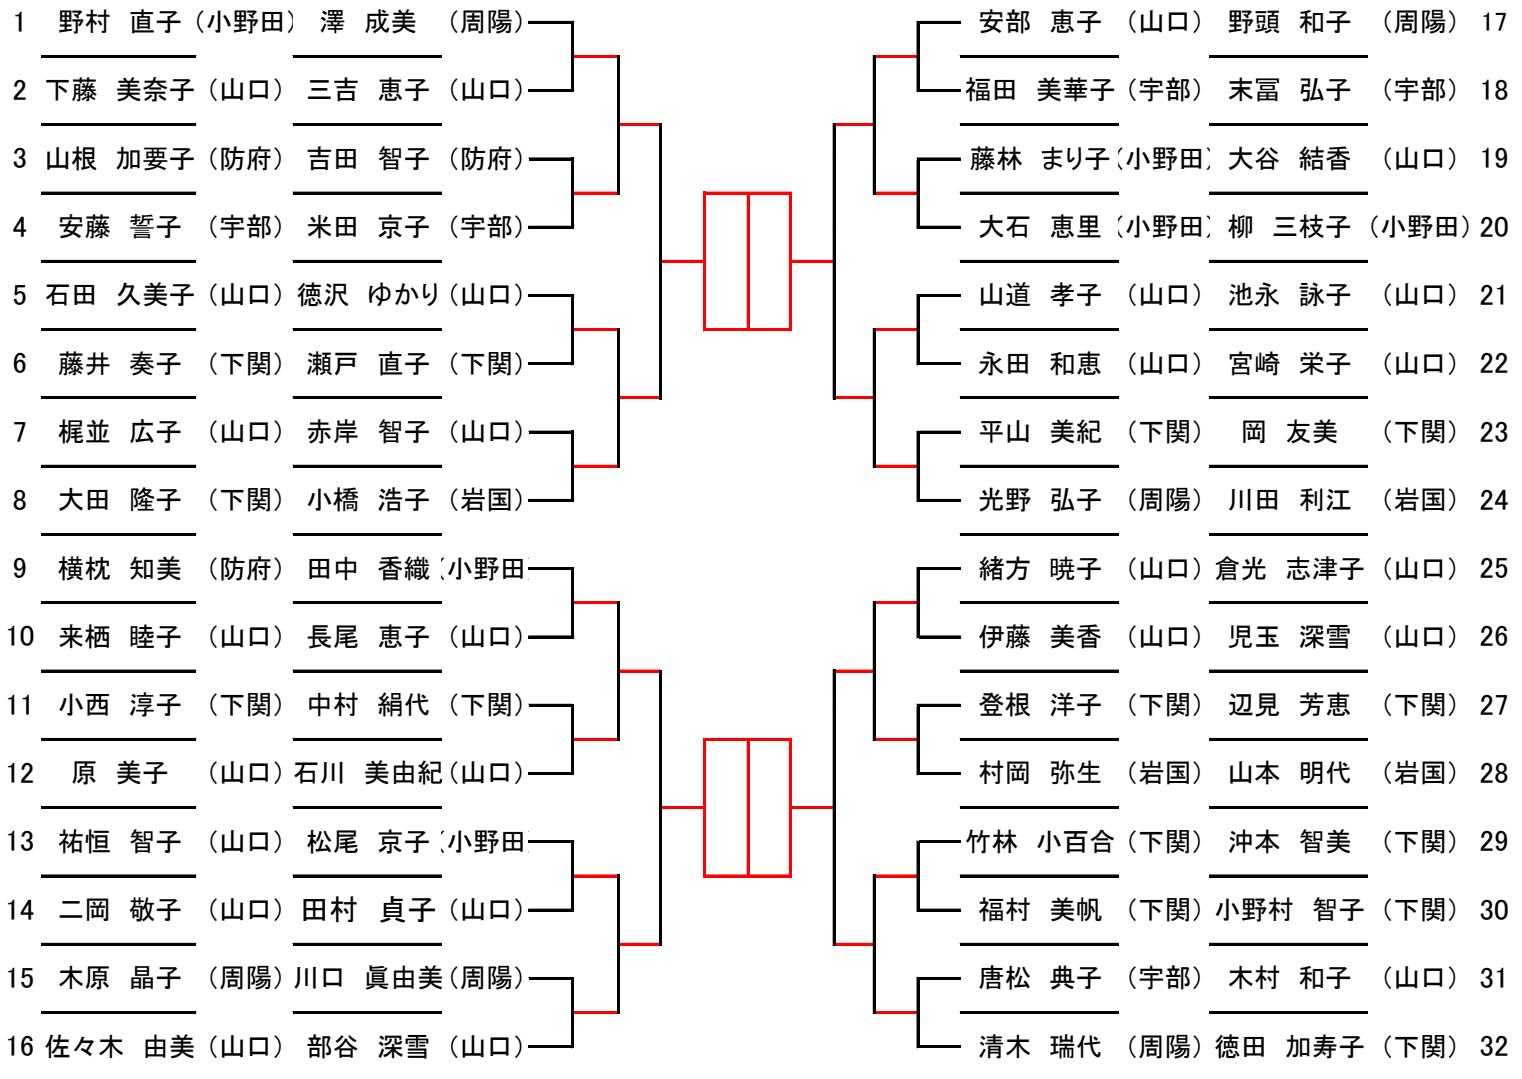 1 野村 直子 (小野田) 澤 成美 (周陽)
2 下藤 美奈子 (山口) 三吉 恵子 (山口)
3 山根 加要子 (防府) 吉田 智子 (防府)
4 安藤 誓子 (宇部) 米田 京子 (宇部)
5 石田 久美子 (山口) 徳沢 ゆかり (山口)
6 藤井 奏子 (下関) 瀬戸 直子 (下関)
7 梶並 広子 (山口) 赤岸 智子 (山口)
8 大田 隆子 (下関) 小橋 浩子 (岩国)
9 横枕 知美 (防府) 田中 香織 (小野田)
10 来栖 睦子 (山口) 長尾 恵子 (山口)
11 小西 淳子 (下関) 中村 絹代 (下関)
12 原 美子 (山口) 石川 美由紀 (山口)
13 祐恒 智子 (山口) 松尾 京子 (小野田)
14 二岡 敬子 (山口) 田村 貞子 (山口)
15 木原 晶子 (周陽) 川口 眞由美 (周陽)
16 佐々木 由美 (山口) 部谷 深雪 (山口)
安部 恵子 (山口) 野頭 和子 (周陽) 17
福田 美華子 (宇部) 末冨 弘子 (宇部) 18
藤林 まり子 (小野田) 大谷 結香 (山口) 19
大石 恵里 (小野田) 柳 三枝子 (小野田) 20
山道 孝子 (山口) 池永 詠子 (山口) 21
永田 和恵 (山口) 宮崎 栄子 (山口) 22
平山 美紀 (下関) 岡 友美 (下関) 23
光野 弘子 (周陽) 川田 利江 (岩国) 24
緒方 暁子 (山口) 倉光 志津子 (山口) 25
伊藤 美香 (山口) 児玉 深雪 (山口) 26
登根 洋子 (下関) 辺見 芳恵 (下関) 27
村岡 弥生 (岩国) 山本 明代 (岩国) 28
竹林 小百合 (下関) 沖本 智美 (下関) 29
福村 美帆 (下関) 小野村 智子 (下関) 30
唐松 典子 (宇部) 木村 和子 (山口) 31
清木 瑞代 (周陽) 徳田 加寿子 (下関) 32